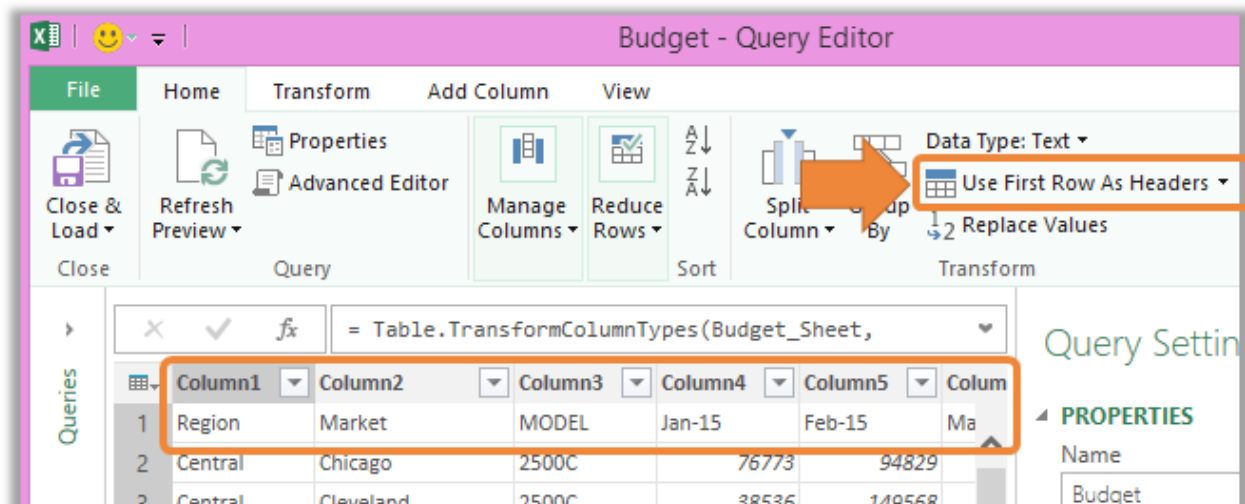 Budget - Query Editor
File Home Transform Add Column View
Properties
Advanced Editor
Close & Load
Refresh Preview
Manage Columns
Reduce Rows
Split Column
By
Data Type: Text
Use First Row As Headers
Replace Values
Close Query Sort Transform
fx = Table.TransformColumnTypes(Budget_Sheet,
Query Settin
Queries
Column1 Column2 Column3 Column4 Column5 Colum
1 Region Market MODEL Jan-15 Feb-15 Ma
2 Central Chicago 2500C 76773 94829
3 Central Cleveland 2500C 38536 149568
PROPERTIES
Name
Budget